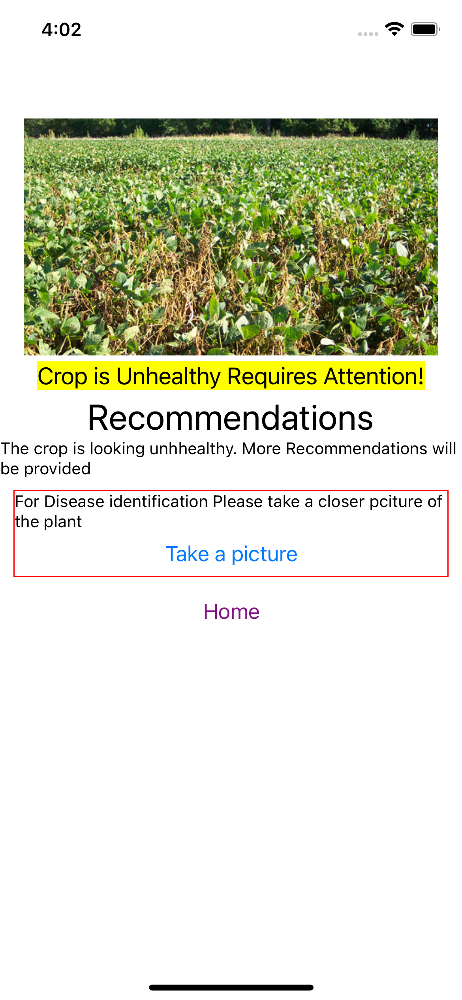 4:02
Crop is Unhealthy Requires Attention!
Recommendations
The crop is looking unhhealthy. More Recommendations will
be provided
For Disease identification Please take a closer pciture of
the plant
Take a picture
Home